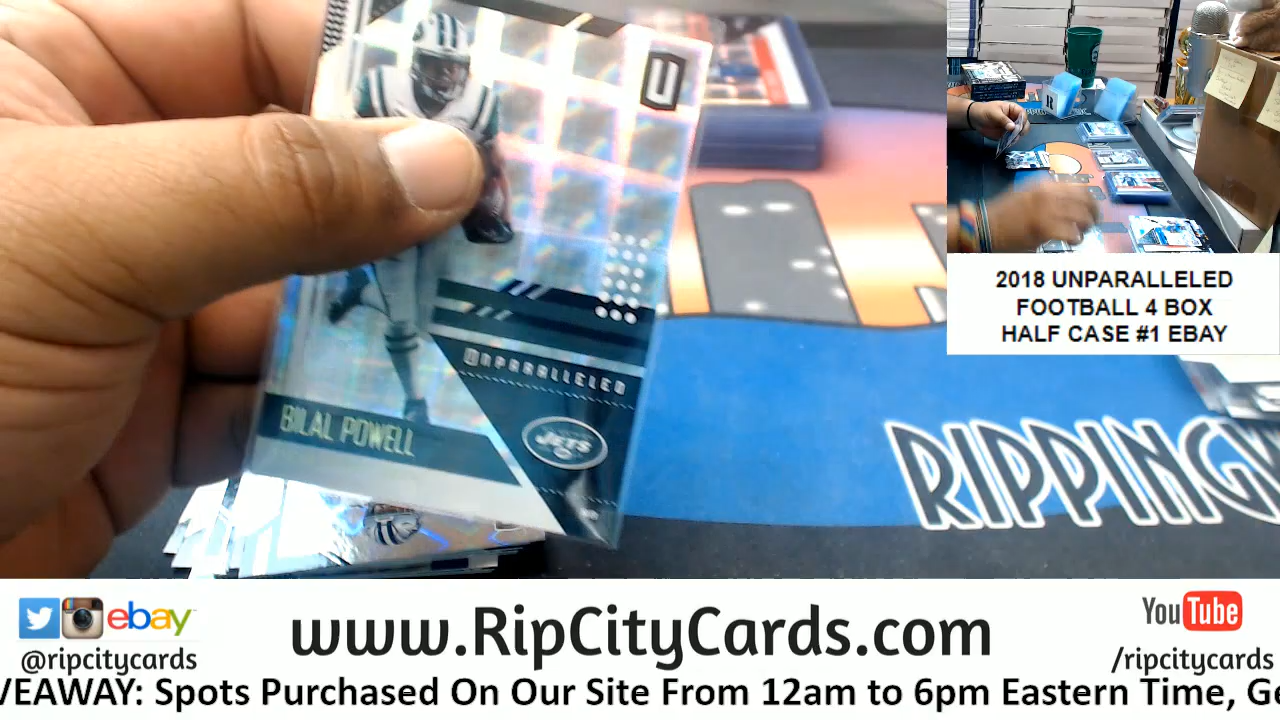 UNPARALLELED
BILAL POWELL
JETS
RIPPING
2018 UNPARALLELED
FOOTBALL 4 BOX
HALF CASE #1 EBAY
ebay
@ripcitycards
www.RipCityCards.com
YouTube
/ripcitycards
VEAWAY: Spots Purchased On Our Site From 12am to 6pm Eastern Time, Ge